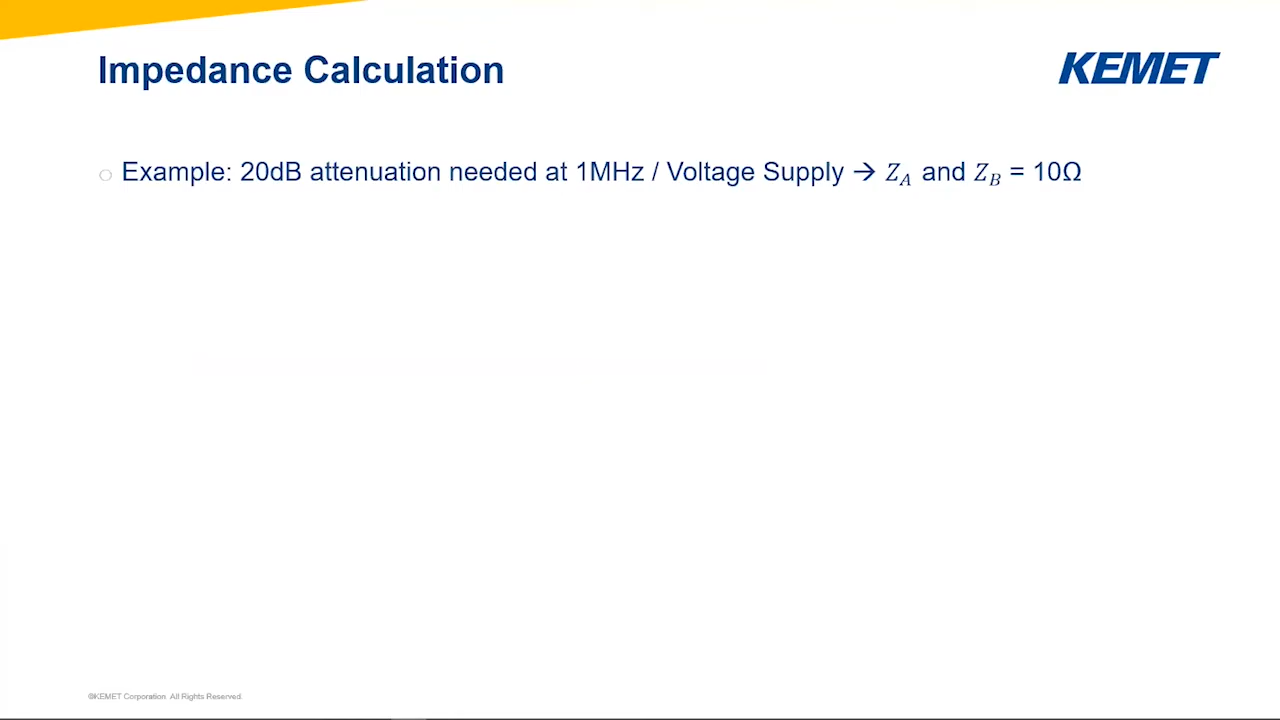 Impedance Calculation
KEMET
Example: 20dB attenuation needed at 1MHz / Voltage Supply → Z_A and Z_B = 10Ω
©KEMET Corporation. All Rights Reserved.